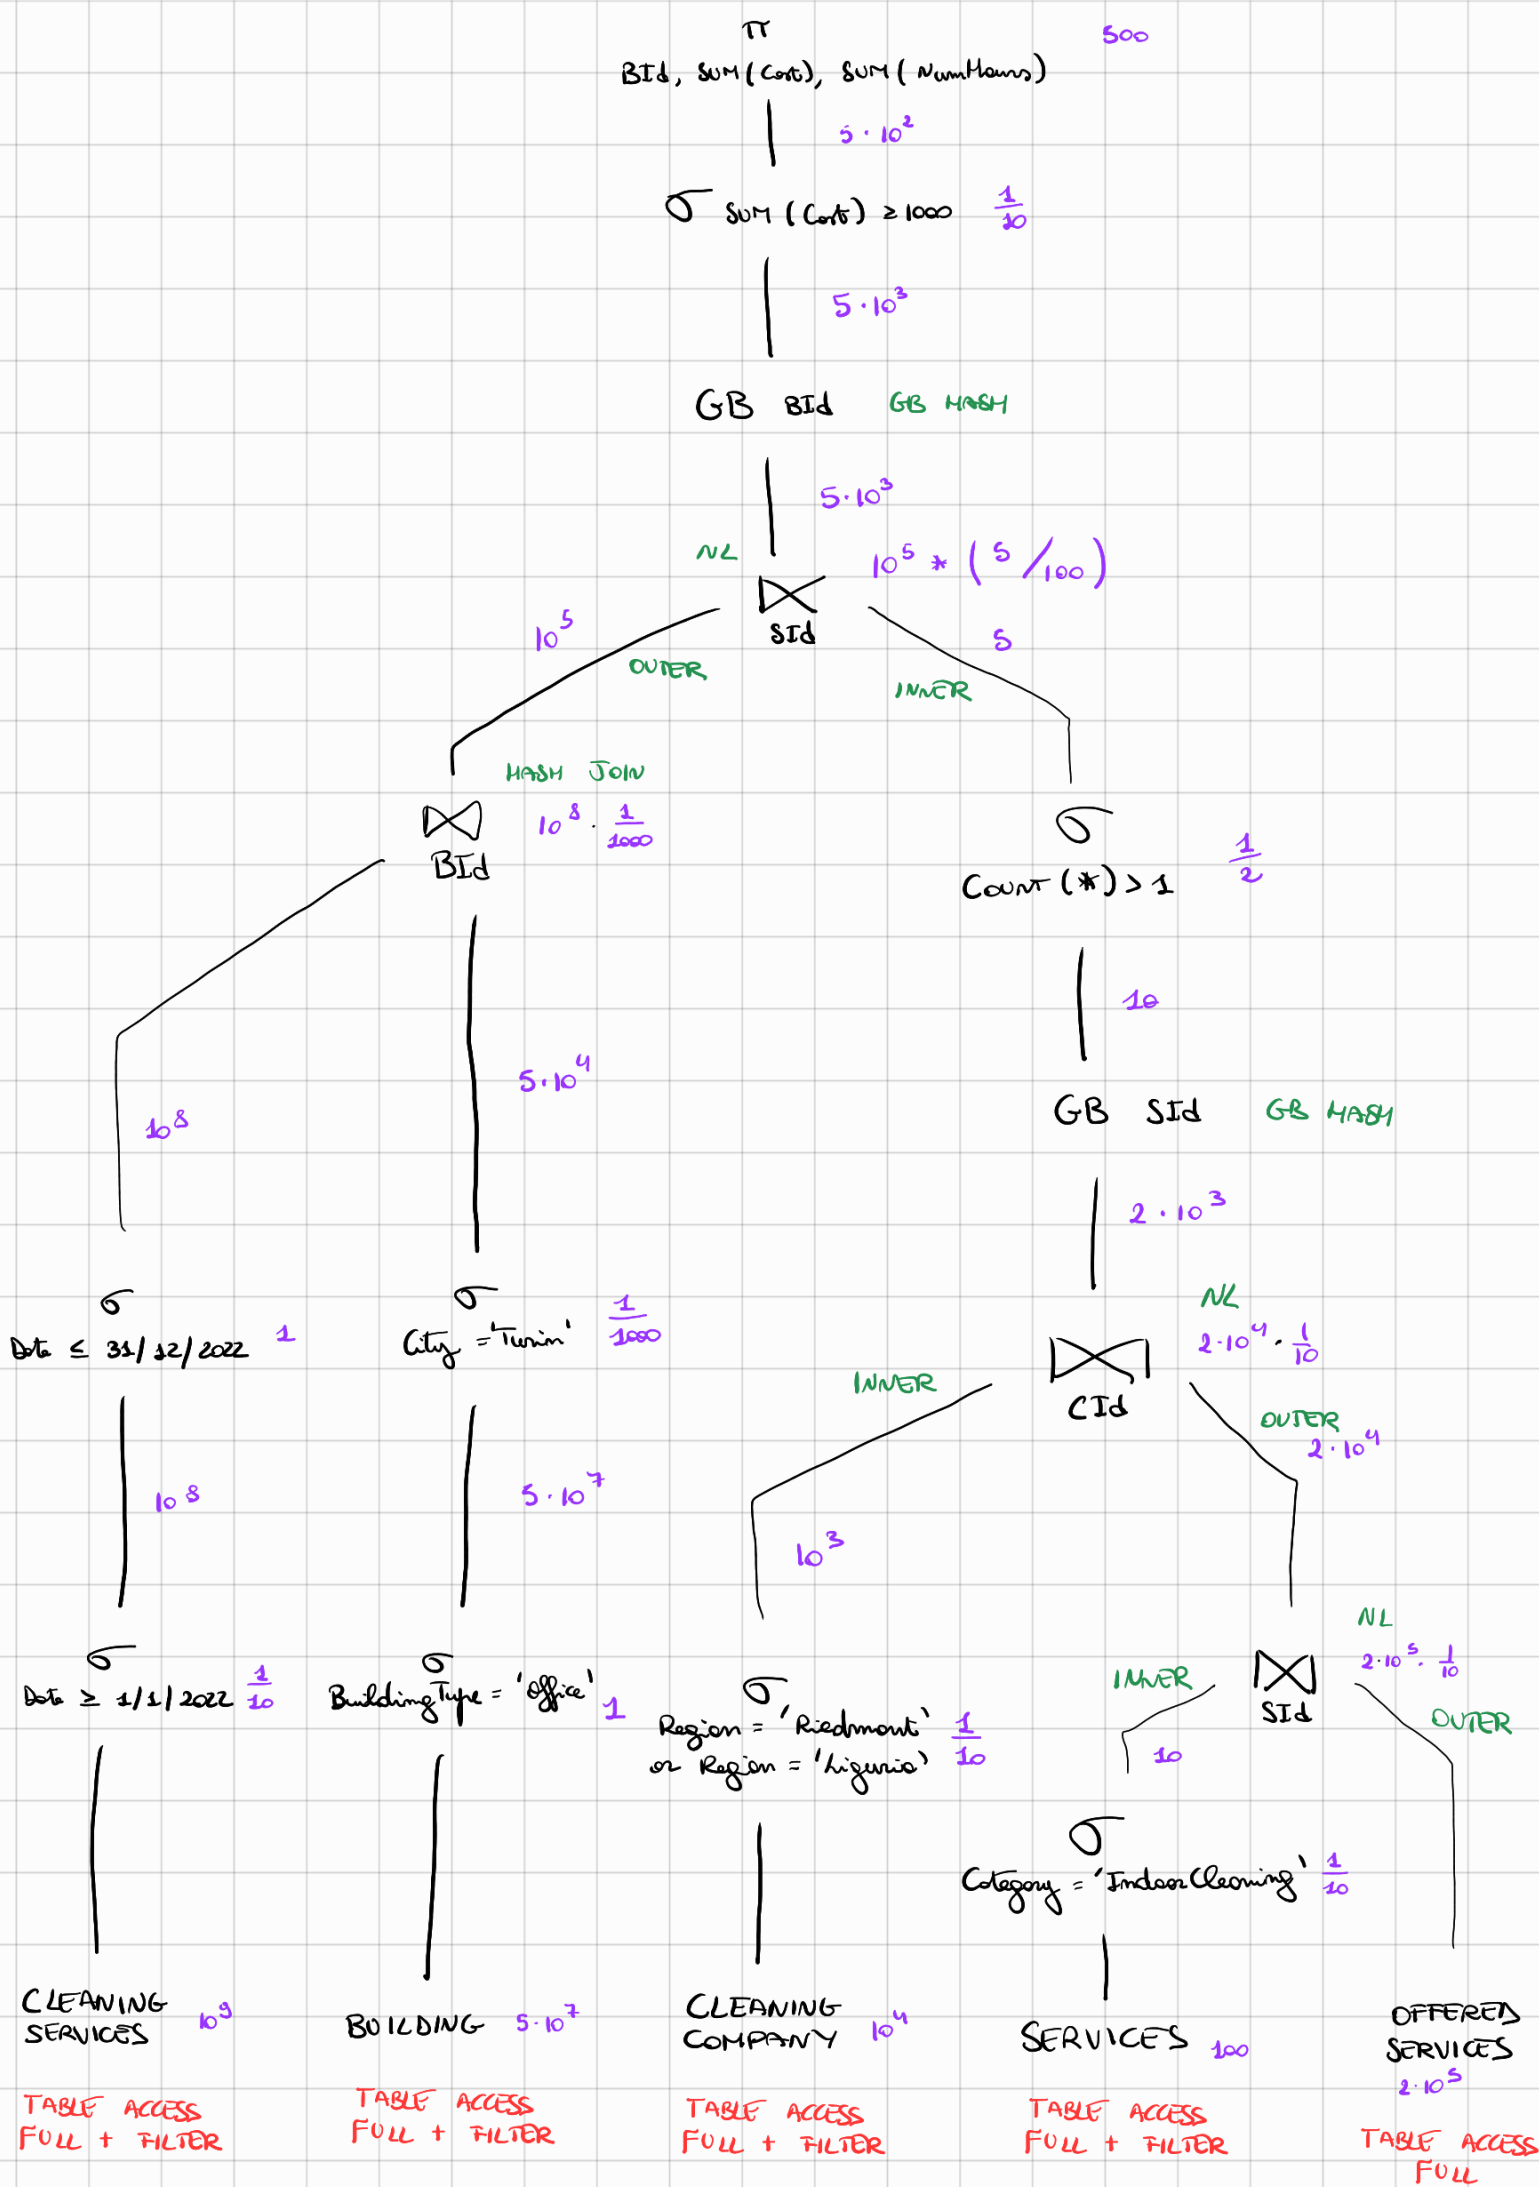 π 500
BId, SUM(Cost), SUM(NumHours)
5·10²
σ SUM(Cost) ≥ 1000 1/10
5·10³
GB BId GB HASH
5·10³
NL 10⁵ * (5/100)
⋈
SId
10⁵ 5
OUTER INNER
HASH JOIN
⋈ 10⁸ · 1/1000
BId
σ
COUNT(*) > 1 1/2
10
5·10⁴
10⁸
GB SId GB HASH
2·10³
σ σ 1/1000 NL
Date ≤ 31/12/2022 1 City = 'Turin' ⋈ 2·10⁴ · 1/10
INNER CId
OUTER
2·10⁴
10⁸ 5·10⁷ 10³
NL
σ σ ⋈ 2·10⁵ · 1/10
Date ≥ 1/1/2022 1/10 BuildingType = 'Office' 1 INNER SId OUTER
σ
Region = 'Piedmont' 1/10
or Region = 'Liguria' 10
σ
Category = 'IndoorCleaning' 1/10
CLEANING
SERVICES 10⁹
BUILDING 5·10⁷
CLEANING
COMPANY 10⁴
SERVICES 100
OFFERED
SERVICES
2·10⁵
TABLE ACCESS
FULL + FILTER
TABLE ACCESS
FULL + FILTER
TABLE ACCESS
FULL + FILTER
TABLE ACCESS
FULL + FILTER
TABLE ACCESS
FULL